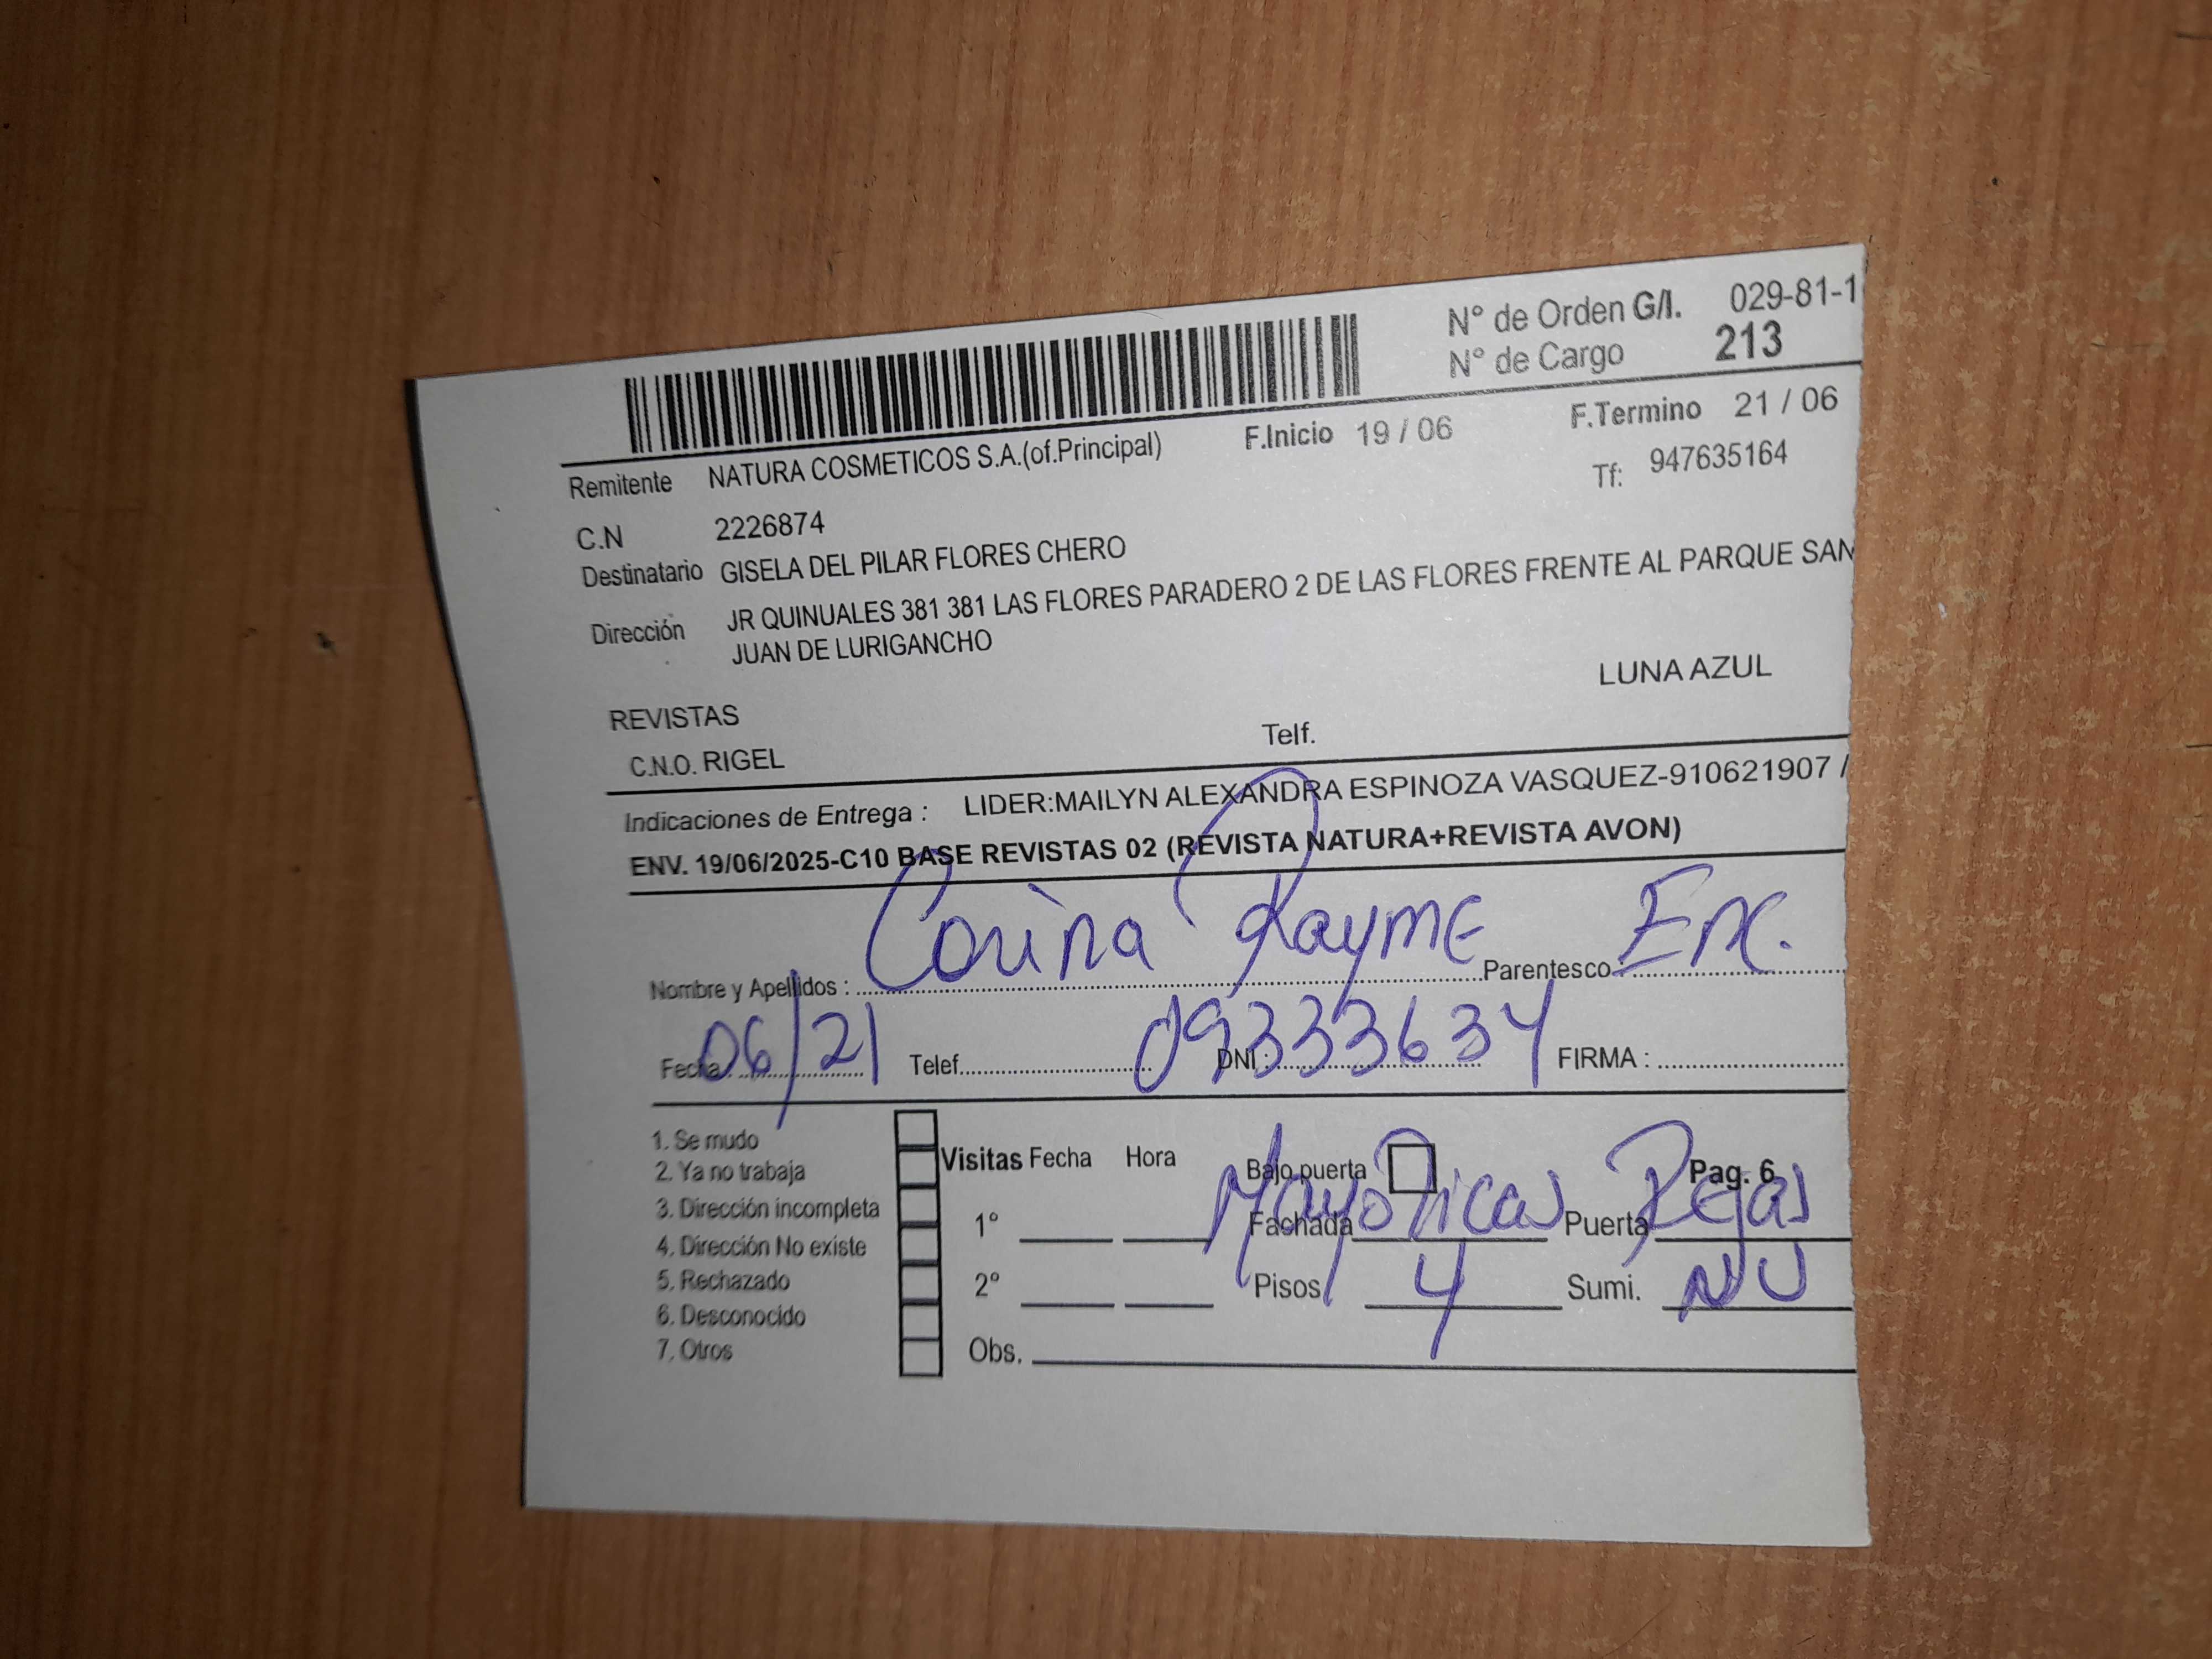 N° de Orden G/I. 029-81-1
N° de Cargo 213
Remitente NATURA COSMETICOS S.A.(of.Principal) F.Inicio 19 / 06 F.Termino 21 / 06
Tf: 947635164
C.N 2226874
Destinatario GISELA DEL PILAR FLORES CHERO
Dirección JR QUINUALES 381 381 LAS FLORES PARADERO 2 DE LAS FLORES FRENTE AL PARQUE SAN
JUAN DE LURIGANCHO
LUNA AZUL
REVISTAS
C.N.O. RIGEL Telf.
Indicaciones de Entrega : LIDER:MAILYN ALEXANDRA ESPINOZA VASQUEZ-910621907 /
ENV. 19/06/2025-C10 BASE REVISTAS 02 (REVISTA NATURA+REVISTA AVON)
Nombre y Apellidos : Corina Rayme Parentesco : Enc.
Fecha : 06/21 Telef. DNI : 09333634 FIRMA :
1. Se mudo
2. Ya no trabaja Visitas Fecha Hora Bajo puerta Pag. 6
3. Dirección incompleta 1° Fachada Mayolicas Puerta Rejas
4. Dirección No existe
5. Rechazado 2° Pisos 4 Sumi. NU
6. Desconocido
7. Otros Obs.